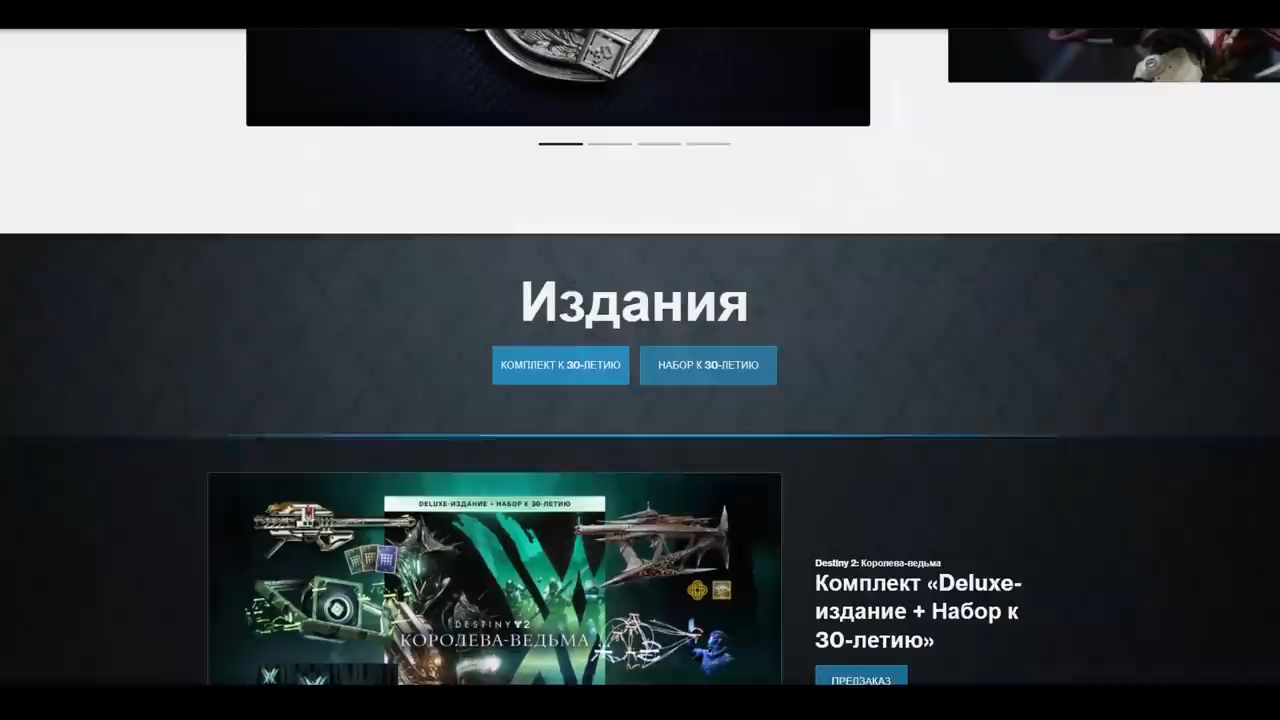 Издания
КОМПЛЕКТ К 30-ЛЕТИЮ
НАБОР К 30-ЛЕТИЮ
DELUXE-ИЗДАНИЕ + НАБОР К 30-ЛЕТИЮ
DESTINY 2
КОРОЛЕВА-ВЕДЬМА
Destiny 2: Королева-ведьма
Комплект «Deluxe-
издание + Набор к
30-летию»
ПРЕДЗАКАЗ